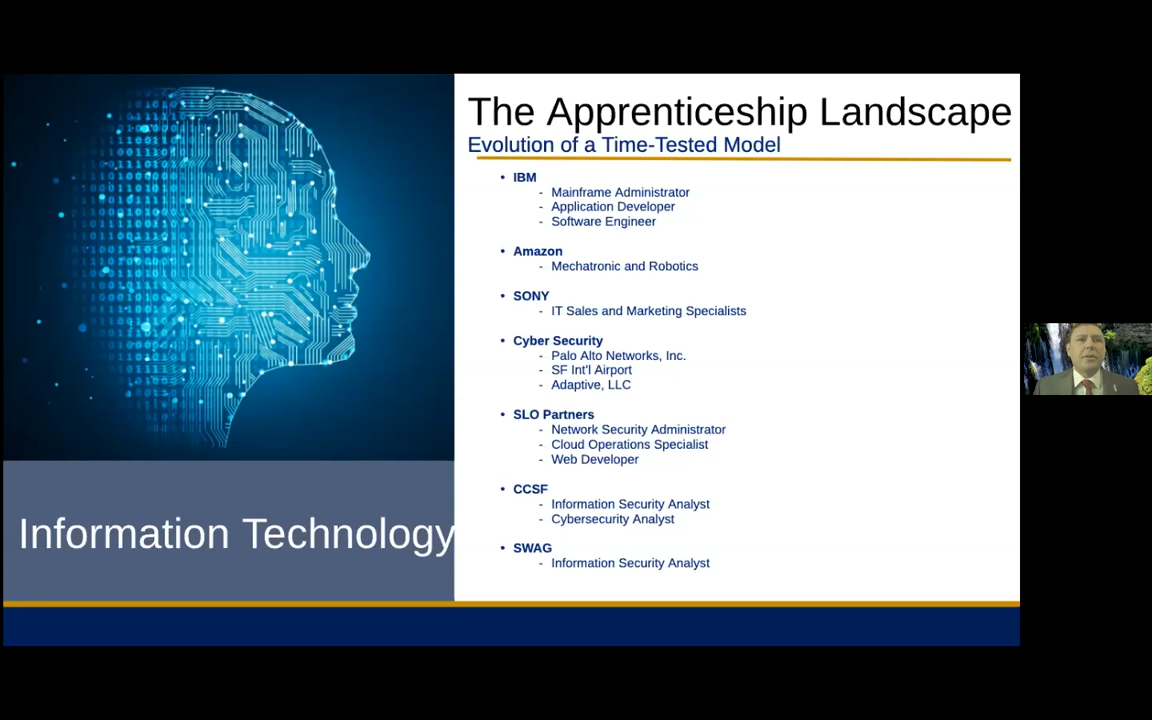 The Apprenticeship Landscape
Evolution of a Time-Tested Model
• IBM
- Mainframe Administrator
- Application Developer
- Software Engineer
• Amazon
- Mechatronic and Robotics
• SONY
- IT Sales and Marketing Specialists
• Cyber Security
- Palo Alto Networks, Inc.
- SF Int'l Airport
- Adaptive, LLC
• SLO Partners
- Network Security Administrator
- Cloud Operations Specialist
- Web Developer
• CCSF
- Information Security Analyst
- Cybersecurity Analyst
• SWAG
- Information Security Analyst
Information Technology